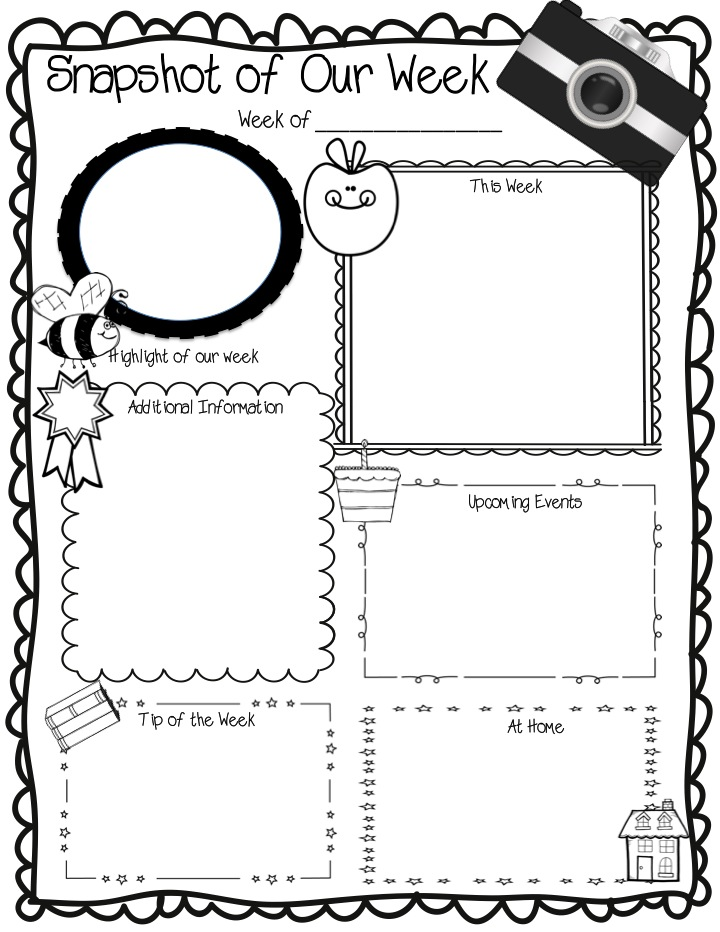 Snapshot of Our Week
Week of _______________
This Week
Highlight of our week
Additional Information
Upcoming Events
Tip of the Week
At Home